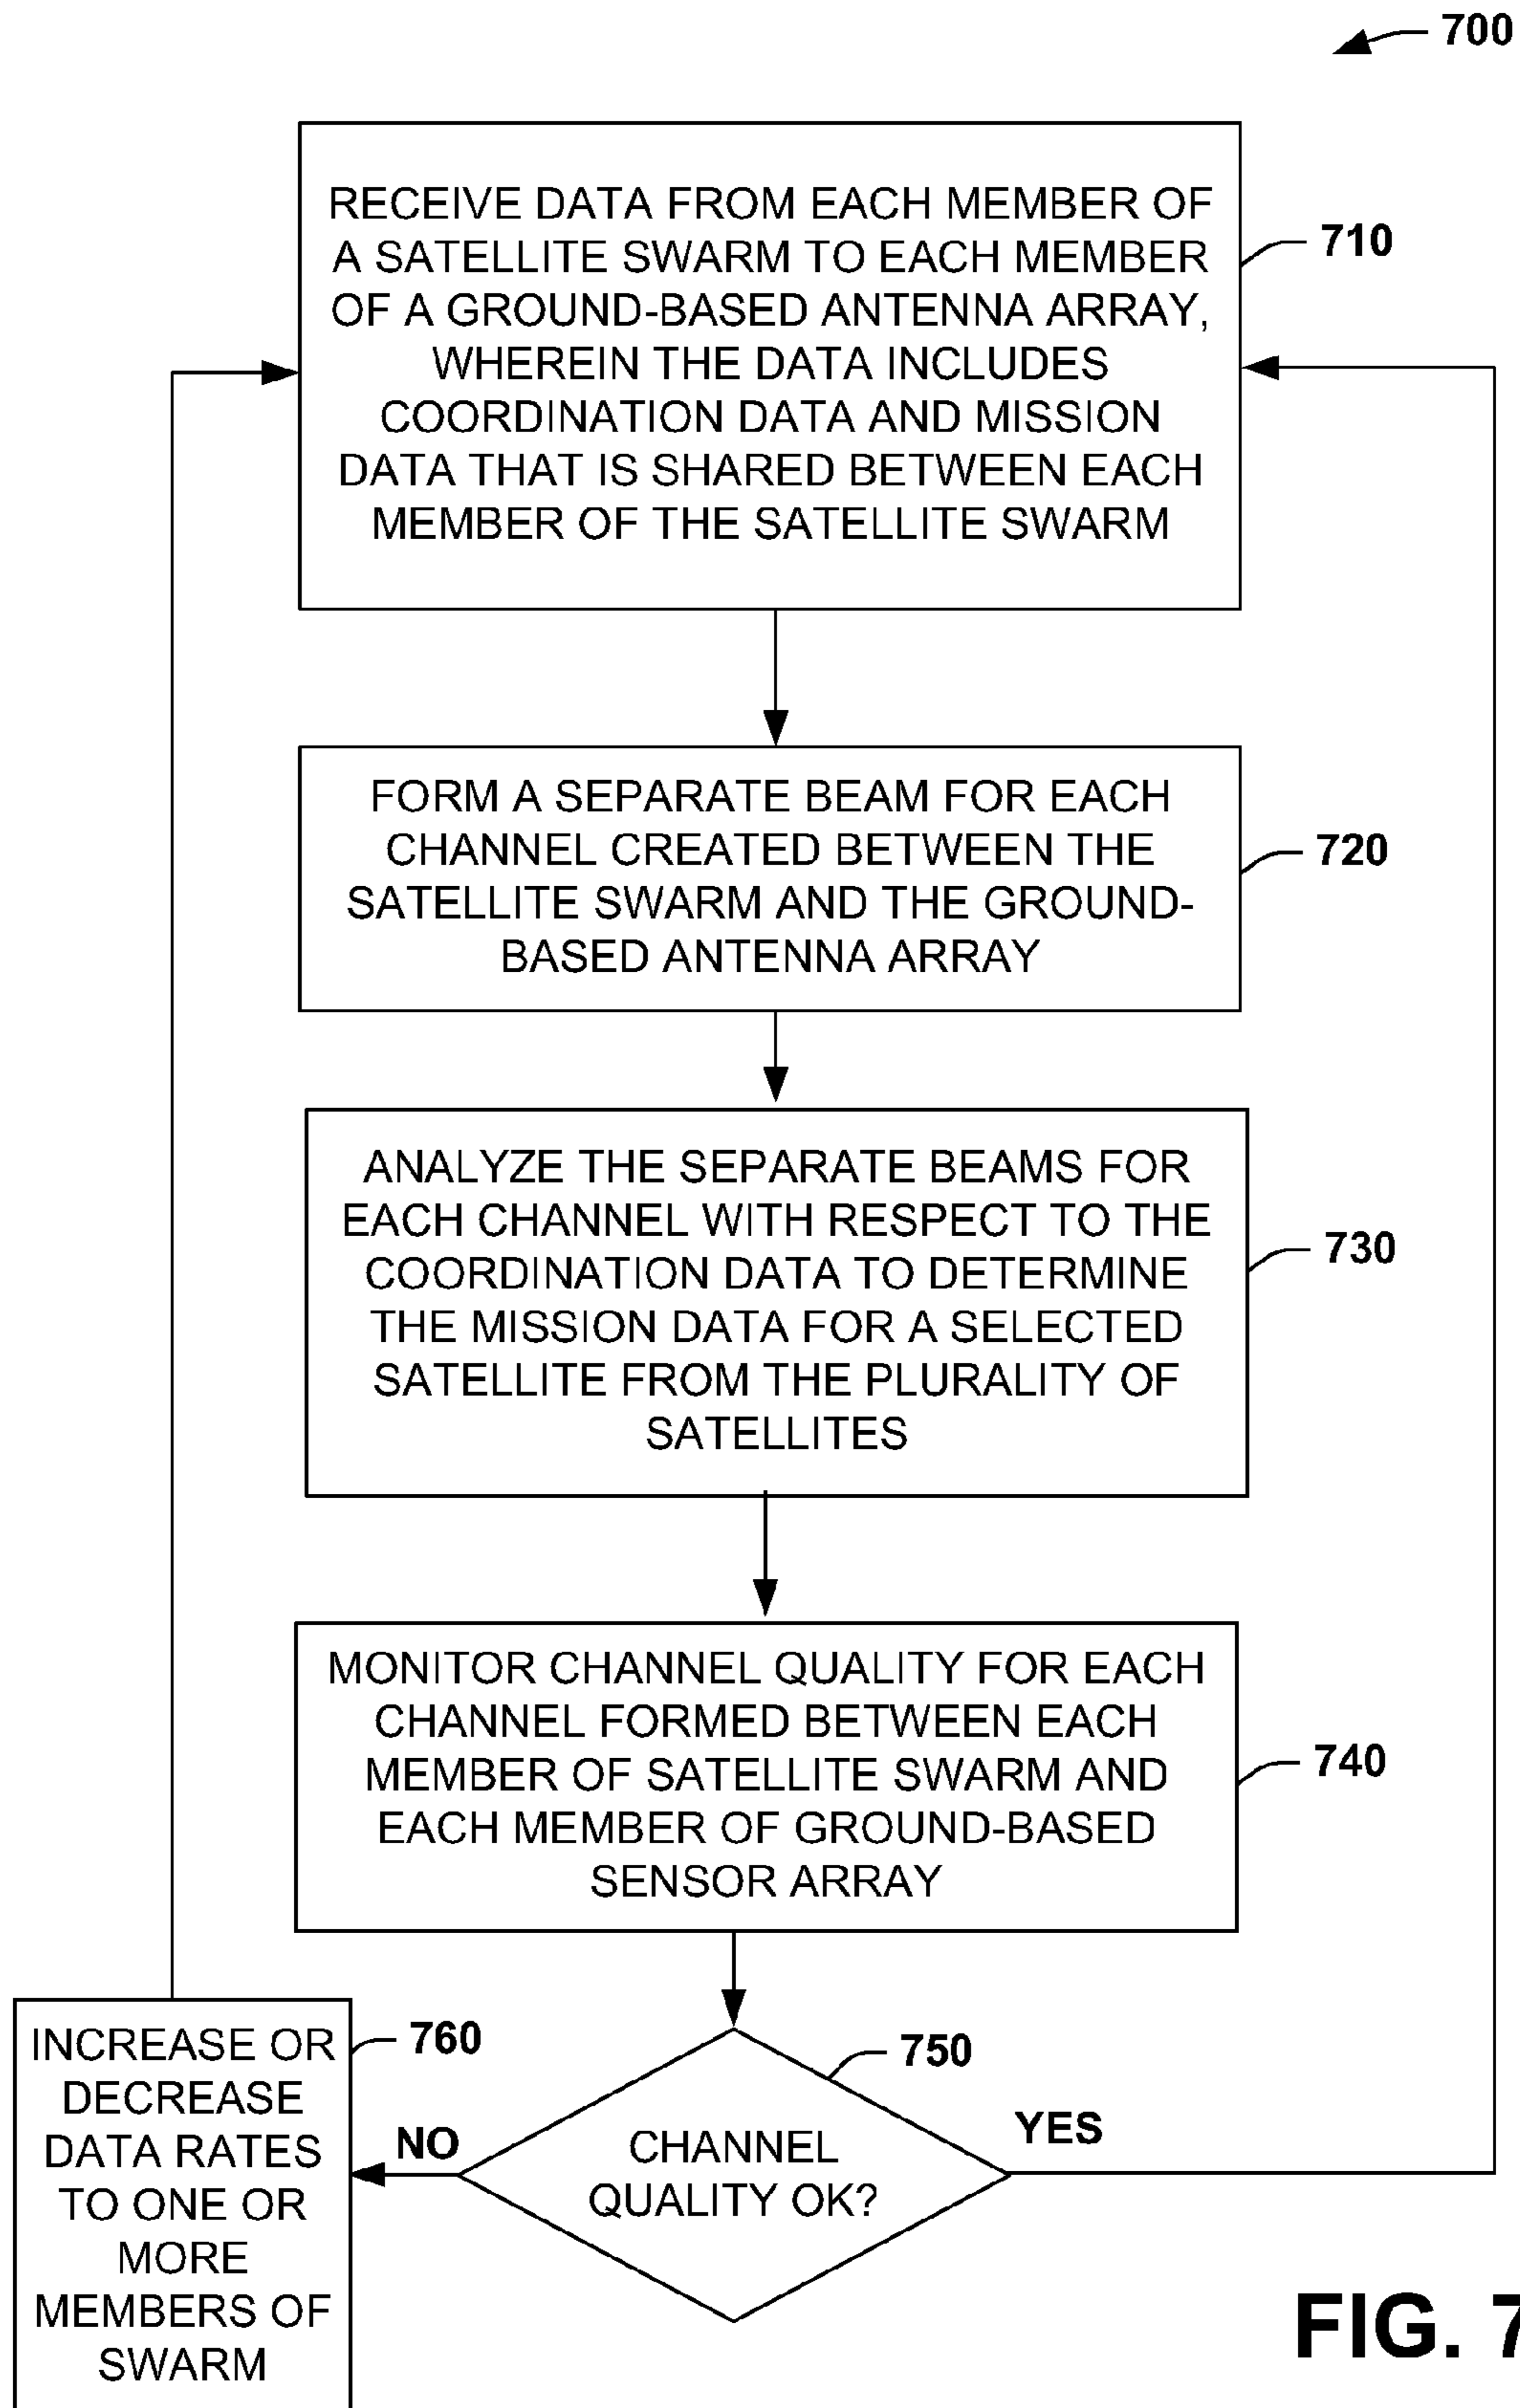 700
RECEIVE DATA FROM EACH MEMBER OF
A SATELLITE SWARM TO EACH MEMBER
OF A GROUND-BASED ANTENNA ARRAY,
WHEREIN THE DATA INCLUDES
COORDINATION DATA AND MISSION
DATA THAT IS SHARED BETWEEN EACH
MEMBER OF THE SATELLITE SWARM
710
FORM A SEPARATE BEAM FOR EACH
CHANNEL CREATED BETWEEN THE
SATELLITE SWARM AND THE GROUND-
BASED ANTENNA ARRAY
720
ANALYZE THE SEPARATE BEAMS FOR
EACH CHANNEL WITH RESPECT TO THE
COORDINATION DATA TO DETERMINE
THE MISSION DATA FOR A SELECTED
SATELLITE FROM THE PLURALITY OF
SATELLITES
730
MONITOR CHANNEL QUALITY FOR EACH
CHANNEL FORMED BETWEEN EACH
MEMBER OF SATELLITE SWARM AND
EACH MEMBER OF GROUND-BASED
SENSOR ARRAY
740
INCREASE OR
DECREASE
DATA RATES
TO ONE OR
MORE
MEMBERS OF
SWARM
760
NO
CHANNEL
QUALITY OK?
750
YES
FIG. 7